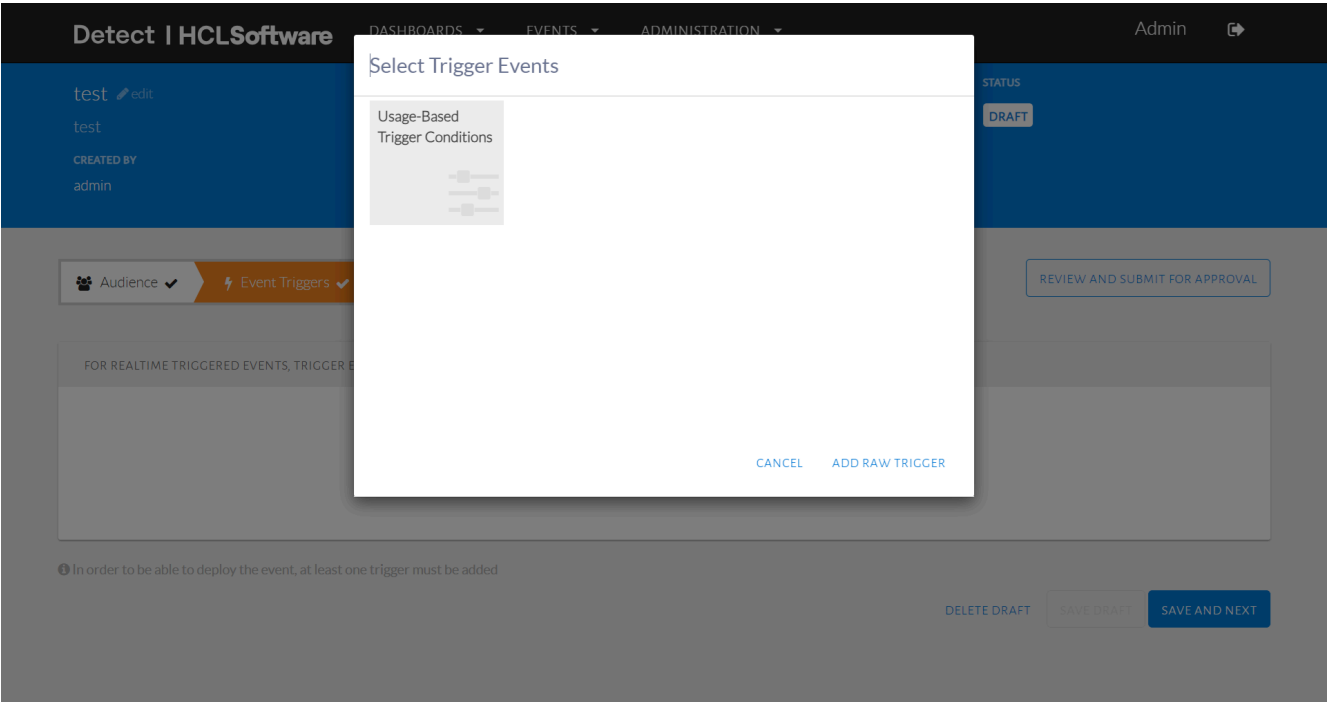 Detect | HCLSoftware DASHBOARDS EVENTS ADMINISTRATION Admin
Select Trigger Events
test edit
test
CREATED BY
admin
STATUS
DRAFT
Usage-Based
Trigger Conditions
Audience
Event Triggers
REVIEW AND SUBMIT FOR APPROVAL
FOR REALTIME TRIGGERED EVENTS, TRIGGER E
CANCEL ADD RAW TRIGGER
In order to be able to deploy the event, at least one trigger must be added
DELETE DRAFT SAVE DRAFT SAVE AND NEXT